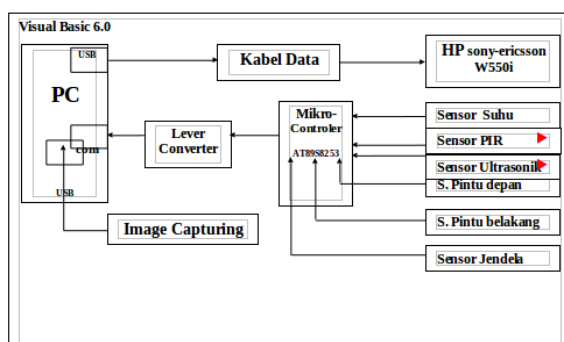 Visual Basic 6.0
USB
PC
com
USB
Kabel Data
HP sony-ericsson
W550i
Lever
Converter
Mikro-
Controler
AT89S8253
Sensor Suhu
Sensor PIR
Sensor Ultrasonik
S. Pintu depan
S. Pintu belakang
Sensor Jendela
Image Capturing